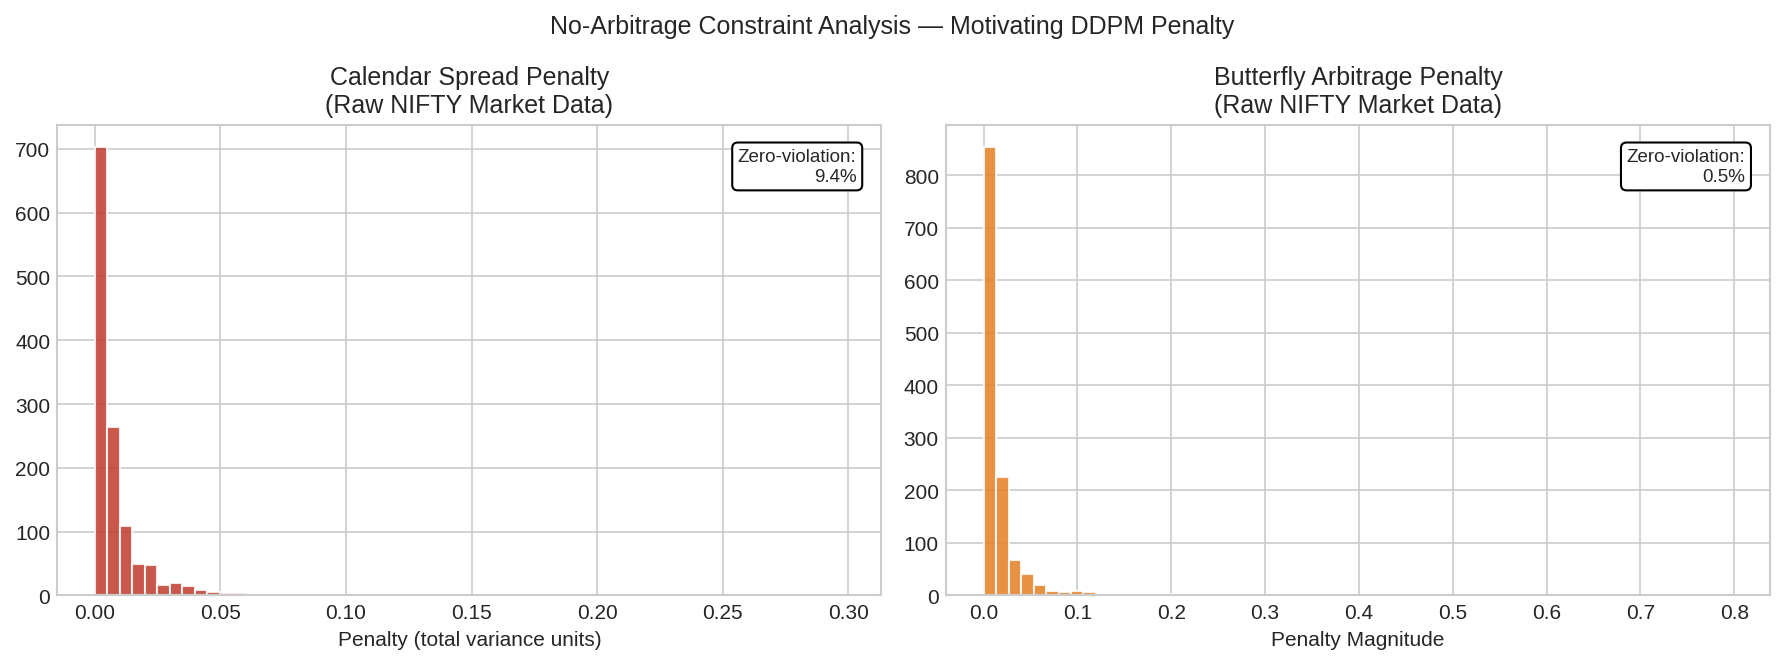 No-Arbitrage Constraint Analysis — Motivating DDPM Penalty
Calendar Spread Penalty
(Raw NIFTY Market Data)
Zero-violation:
9.4%
700
600
500
400
300
200
100
0
0.00 0.05 0.10 0.15 0.20 0.25 0.30
Penalty (total variance units)
Butterfly Arbitrage Penalty
(Raw NIFTY Market Data)
Zero-violation:
0.5%
800
700
600
500
400
300
200
100
0
0.0 0.1 0.2 0.3 0.4 0.5 0.6 0.7 0.8
Penalty Magnitude